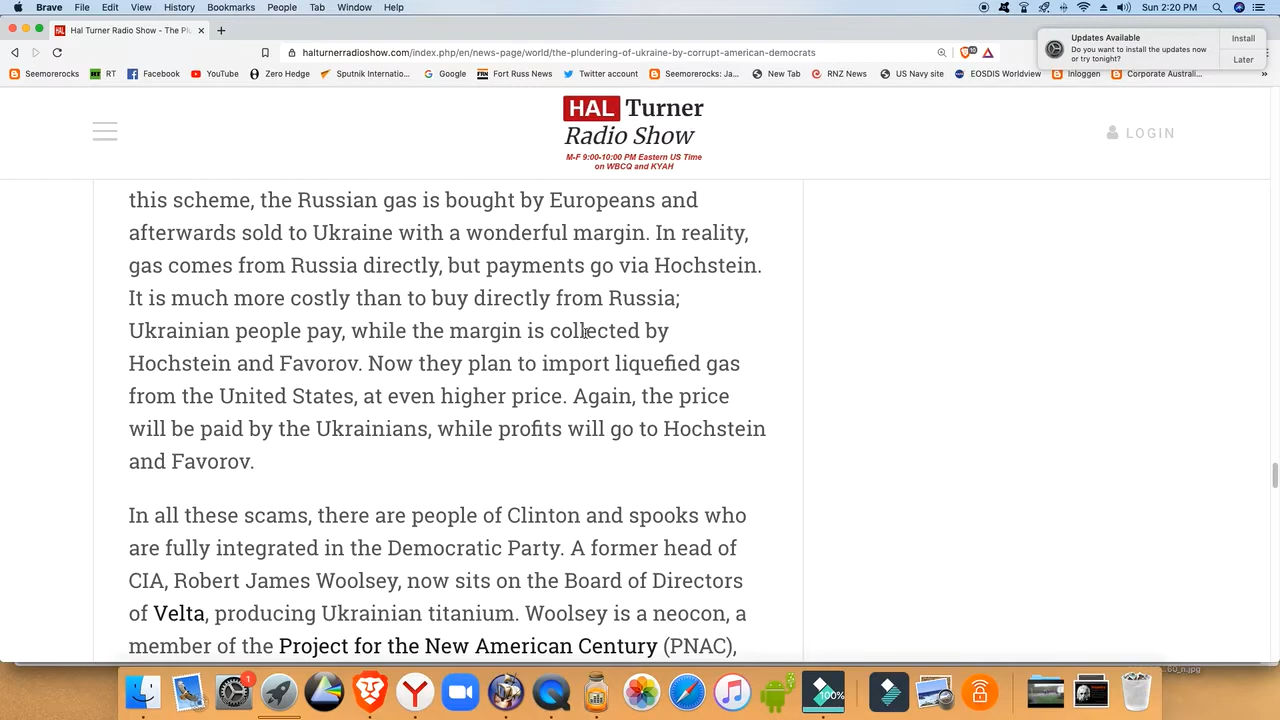 Brave File Edit View History Bookmarks People Tab Window Help Sun 2:20 PM
Hal Turner Radio Show - The Plu
halturnerradioshow.com/index.php/en/news-page/world/the-plundering-of-ukraine-by-corrupt-american-democrats
10
Updates Available
Do you want to install the updates now
or try tonight?
Install
Later
Seemorerocks RT Facebook YouTube Zero Hedge Sputnik Internatio... Google Fort Russ News Twitter account Seemorerocks: Ja... New Tab RNZ News US Navy site EOSDIS Worldview Inloggen Corporate Australi...
HAL Turner
Radio Show
M-F 9:00-10:00 PM Eastern US Time
on WBCQ and KYAH
LOGIN
this scheme, the Russian gas is bought by Europeans and
afterwards sold to Ukraine with a wonderful margin. In reality,
gas comes from Russia directly, but payments go via Hochstein.
It is much more costly than to buy directly from Russia;
Ukrainian people pay, while the margin is collected by
Hochstein and Favorov. Now they plan to import liquefied gas
from the United States, at even higher price. Again, the price
will be paid by the Ukrainians, while profits will go to Hochstein
and Favorov.
In all these scams, there are people of Clinton and spooks who
are fully integrated in the Democratic Party. A former head of
CIA, Robert James Woolsey, now sits on the Board of Directors
of Velta, producing Ukrainian titanium. Woolsey is a neocon, a
member of the Project for the New American Century (PNAC),
60_n.jpg
1
100%